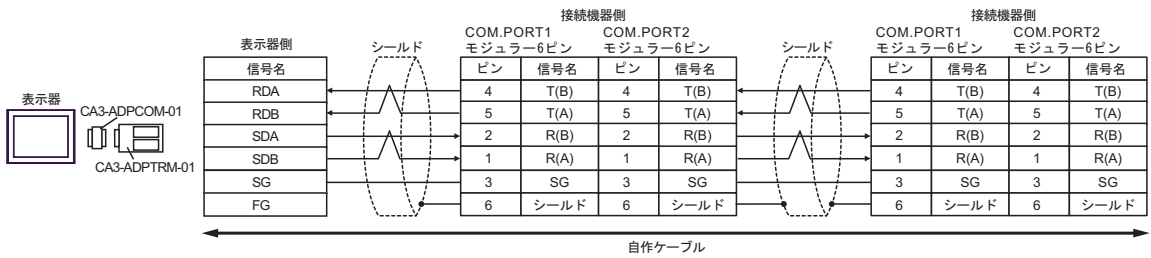 接続機器側 接続機器側
COM.PORT1 COM.PORT2 COM.PORT1 COM.PORT2
表示器側 シールド モジュラー6ピン モジュラー6ピン シールド モジュラー6ピン モジュラー6ピン
信号名 ピン 信号名 ピン 信号名 ピン 信号名 ピン 信号名
RDA 4 T(B) 4 T(B) 4 T(B) 4 T(B)
表示器
CA3-ADPCOM-01
RDB 5 T(A) 5 T(A) 5 T(A) 5 T(A)
SDA 2 R(B) 2 R(B) 2 R(B) 2 R(B)
SDB 1 R(A) 1 R(A) 1 R(A) 1 R(A)
CA3-ADPTRM-01
SG 3 SG 3 SG 3 SG 3 SG
FG 6 シールド 6 シールド 6 シールド 6 シールド
自作ケーブル